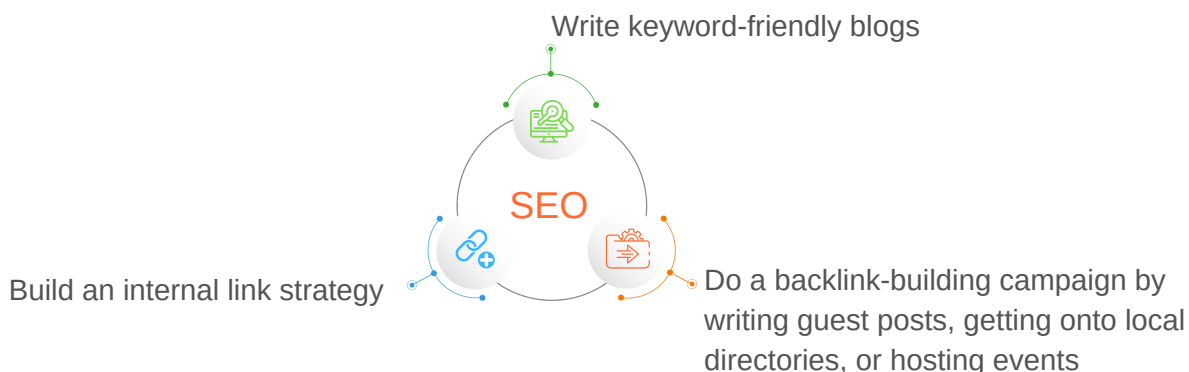 Write keyword-friendly blogs
SEO
Build an internal link strategy
Do a backlink-building campaign by
writing guest posts, getting onto local
directories, or hosting events